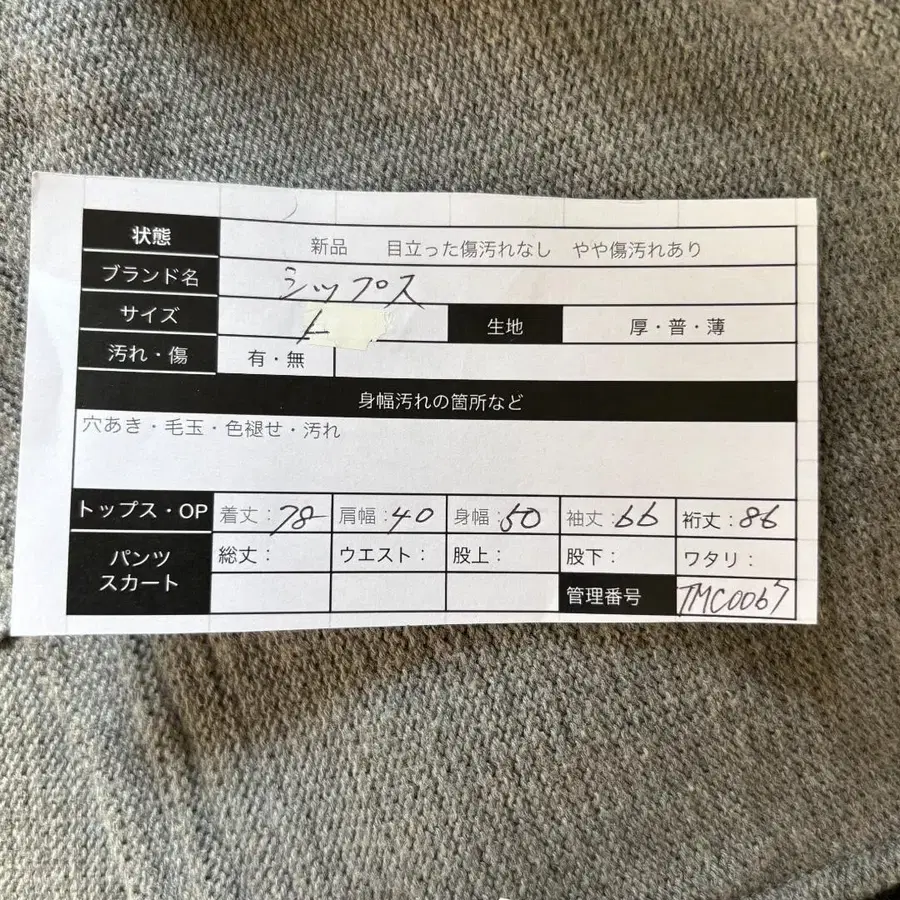 状態 新品 目立った傷汚れなし やや傷汚れあり
ブランド名 シップス
サイズ L 生地 厚・普・薄
汚れ・傷 有・無
身幅汚れの箇所など
穴あき・毛玉・色褪せ・汚れ
トップス・OP 着丈:78 肩幅:40 身幅:50 袖丈:66 裄丈:86
パンツ スカート 総丈: ウエスト: 股上: 股下: ワタリ:
管理番号 TMC0067